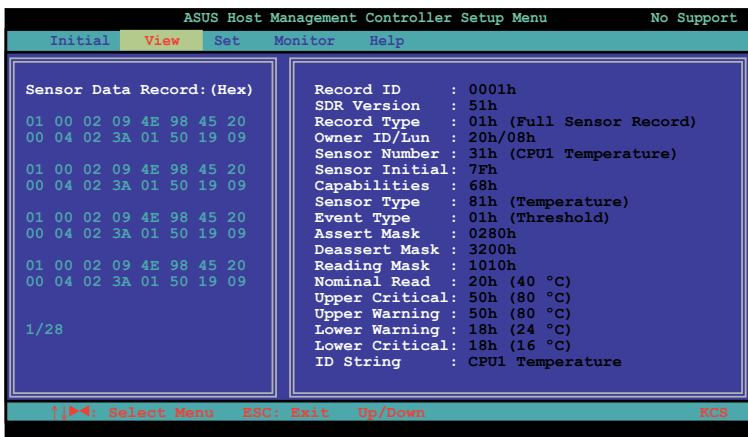 ASUS Host Management Controller Setup Menu No Support
Initial View Set Monitor Help
Sensor Data Record:(Hex)
01 00 02 09 4E 98 45 20
00 04 02 3A 01 50 19 09
01 00 02 09 4E 98 45 20
00 04 02 3A 01 50 19 09
01 00 02 09 4E 98 45 20
00 04 02 3A 01 50 19 09
01 00 02 09 4E 98 45 20
00 04 02 3A 01 50 19 09
1/28
Record ID : 0001h
SDR Version : 51h
Record Type : 01h (Full Sensor Record)
Owner ID/Lun : 20h/08h
Sensor Number : 31h (CPU1 Temperature)
Sensor Initial: 7Fh
Capabilities : 68h
Sensor Type : 81h (Temperature)
Event Type : 01h (Threshold)
Assert Mask : 0280h
Deassert Mask : 3200h
Reading Mask : 1010h
Nominal Read : 20h (40 °C)
Upper Critical: 50h (80 °C)
Upper Warning : 50h (80 °C)
Lower Warning : 18h (24 °C)
Lower Critical: 18h (16 °C)
ID String : CPU1 Temperature
↑↓►◄: Select Menu ESC: Exit Up/Down KCS